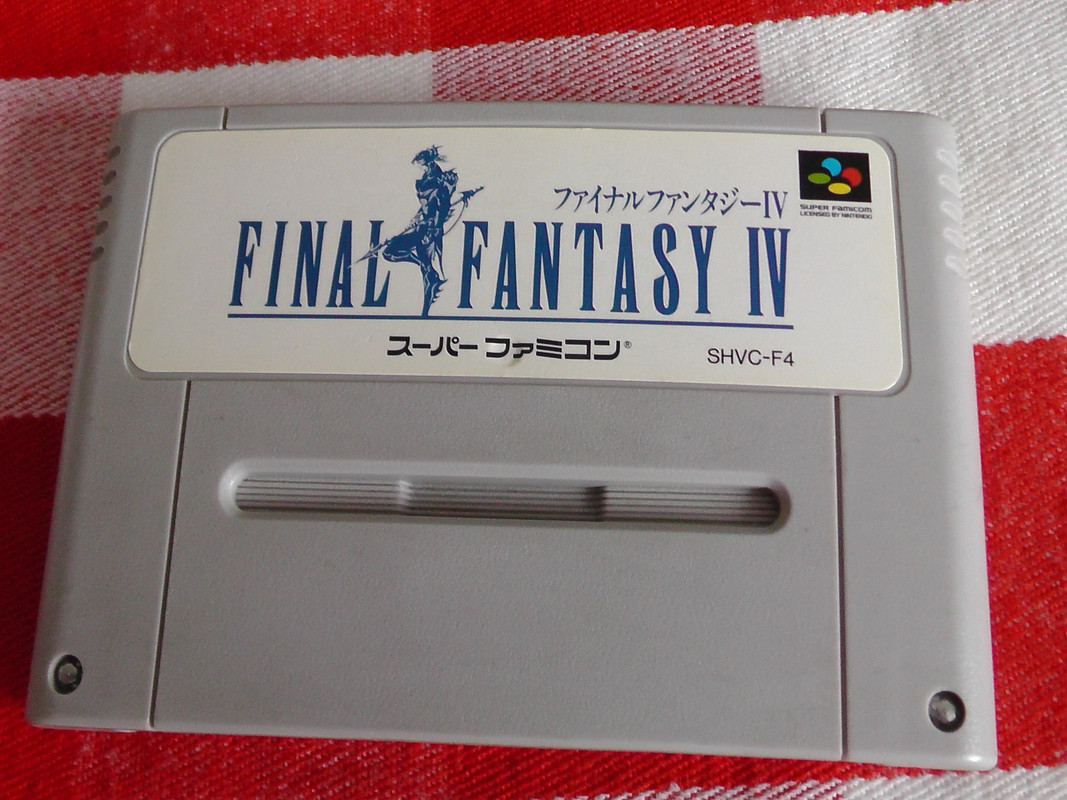 ファイナルファンタジーIV
FINAL FANTASY IV
SUPER FAMICOM
LICENSED BY NINTENDO
スーパーファミコン®
SHVC-F4